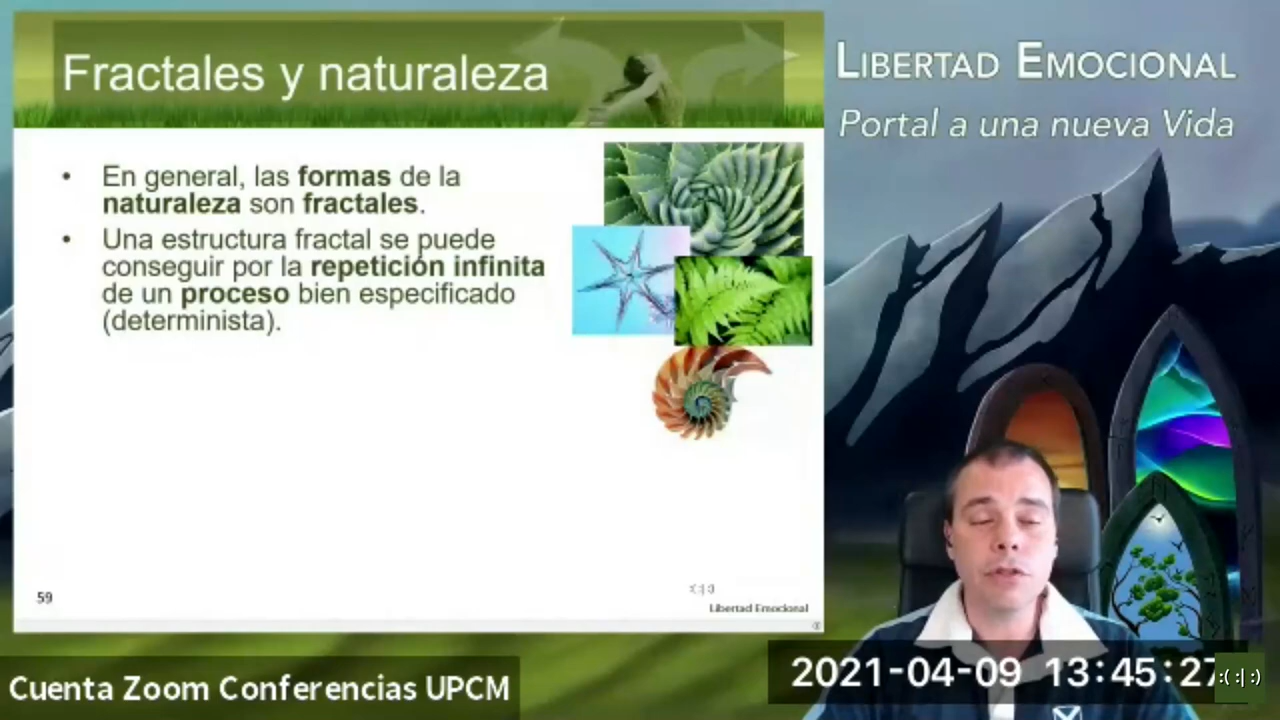 Fractales y naturaleza
• En general, las formas de la
naturaleza son fractales.
• Una estructura fractal se puede
conseguir por la repetición infinita
de un proceso bien especificado
(determinista).
59
(:|:)
Libertad Emocional
®
LIBERTAD EMOCIONAL
Portal a una nueva Vida
Cuenta Zoom Conferencias UPCM
2021-04-09 13:45:27
(:|:)